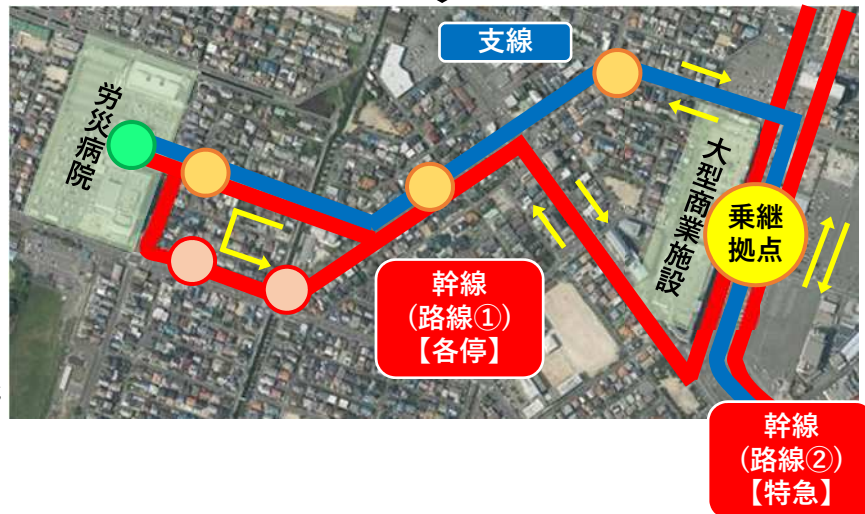 支線
労災病院
大型商業施設
乗継
拠点
幹線
(路線①)
【各停】
幹線
(路線②)
【特急】